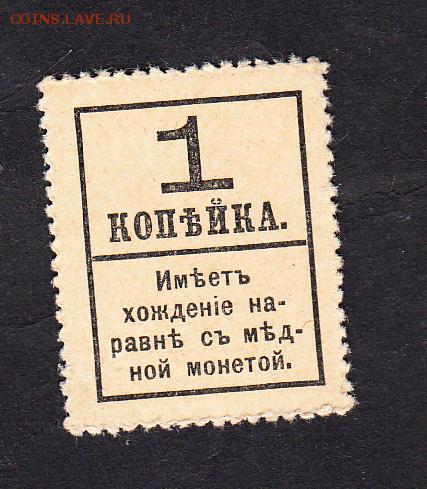 COINS.LAVE.RU
1
КОПѢЙКА.
Имѣетъ
хожденіе на-
равнѣ съ мѣд-
ной монетой.